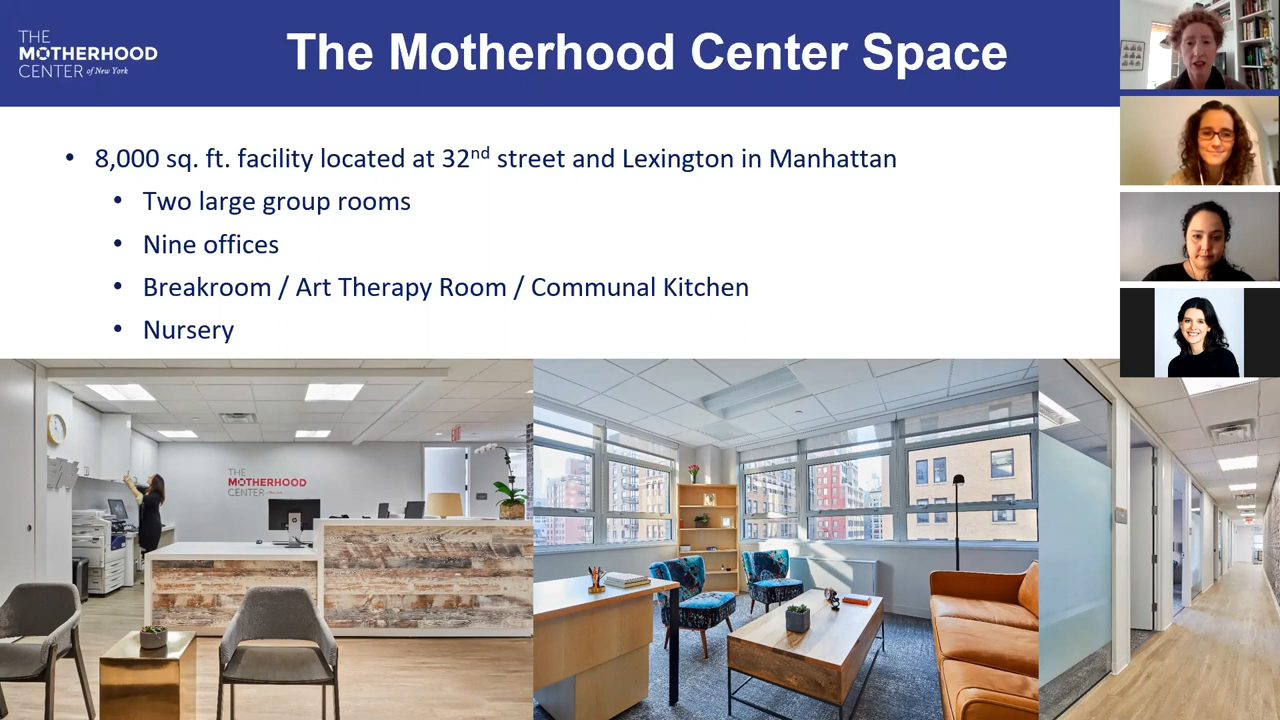 THE
MOTHERHOOD
CENTER of New York
The Motherhood Center Space
• 8,000 sq. ft. facility located at 32nd street and Lexington in Manhattan
• Two large group rooms
• Nine offices
• Breakroom / Art Therapy Room / Communal Kitchen
• Nursery
THE
MOTHERHOOD
CENTER
EXIT